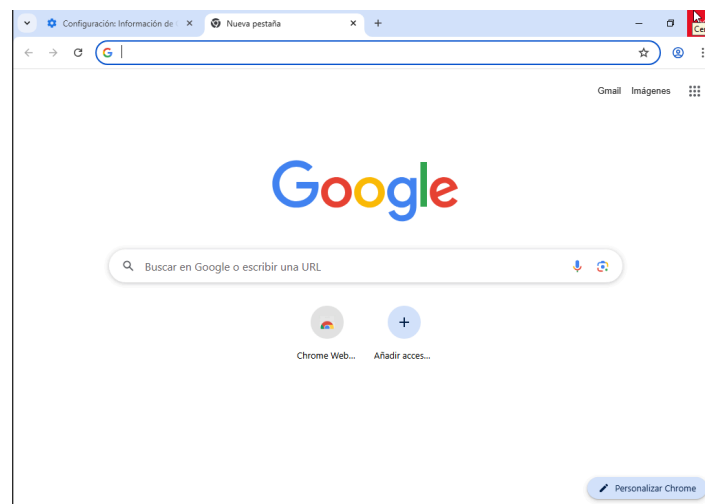 Configuración: Información de
Nueva pestaña
G
Gmail Imágenes
Google
Buscar en Google o escribir una URL
Chrome Web...
Añadir acces...
Personalizar Chrome